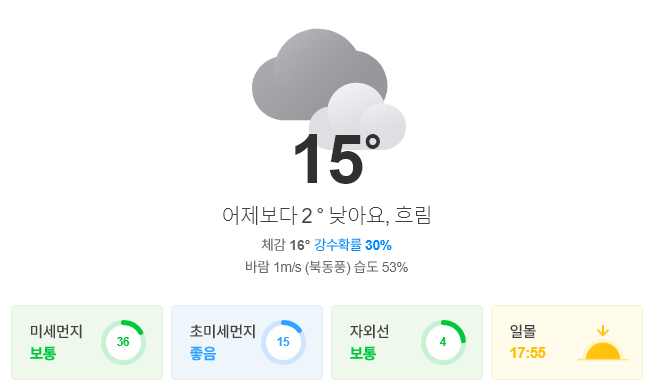 15°
어제보다 2° 낮아요, 흐림
체감 16° 강수확률 30%
바람 1m/s (북동풍) 습도 53%
미세먼지
보통
36
초미세먼지
좋음
15
자외선
보통
4
일몰
17:55